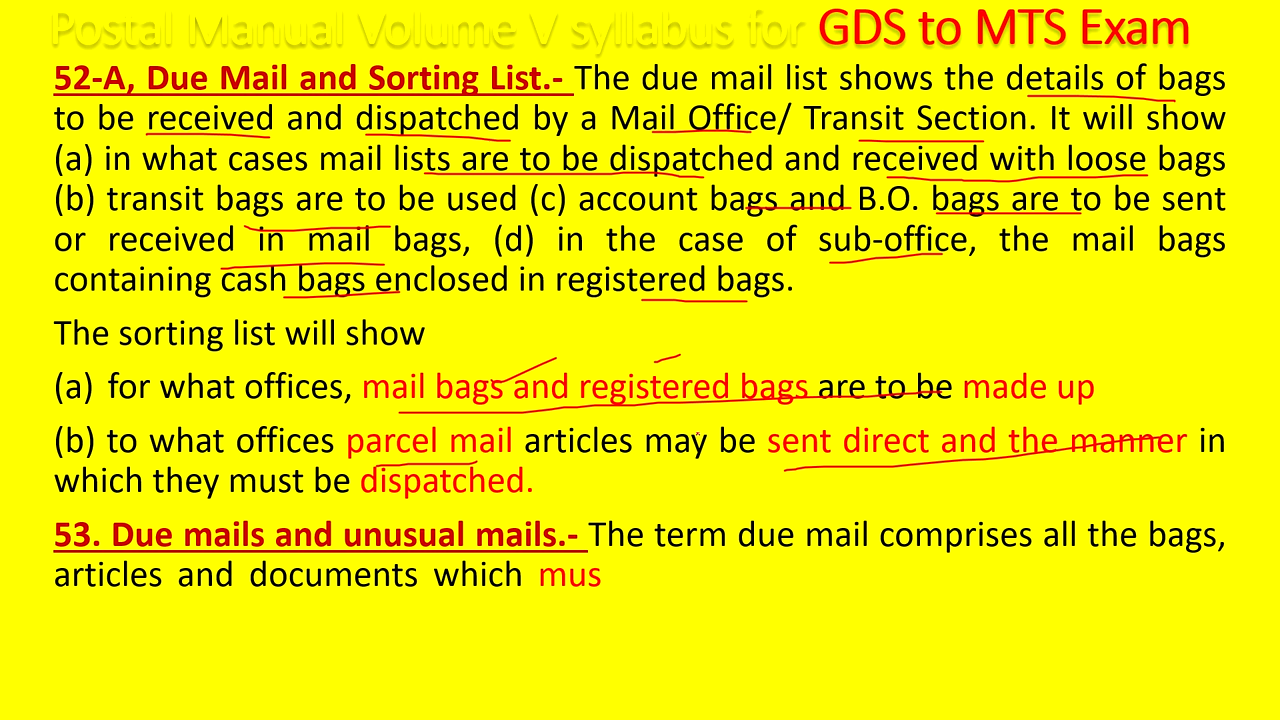 Postal Manual Volume V syllabus for GDS to MTS Exam
52-A, Due Mail and Sorting List.- The due mail list shows the details of bags
to be received and dispatched by a Mail Office/ Transit Section. It will show
(a) in what cases mail lists are to be dispatched and received with loose bags
(b) transit bags are to be used (c) account bags and B.O. bags are to be sent
or received in mail bags, (d) in the case of sub-office, the mail bags
containing cash bags enclosed in registered bags.
The sorting list will show
(a) for what offices, mail bags and registered bags are to be made up
(b) to what offices parcel mail articles may be sent direct and the manner in
which they must be dispatched.
53. Due mails and unusual mails.- The term due mail comprises all the bags,
articles and documents which mus